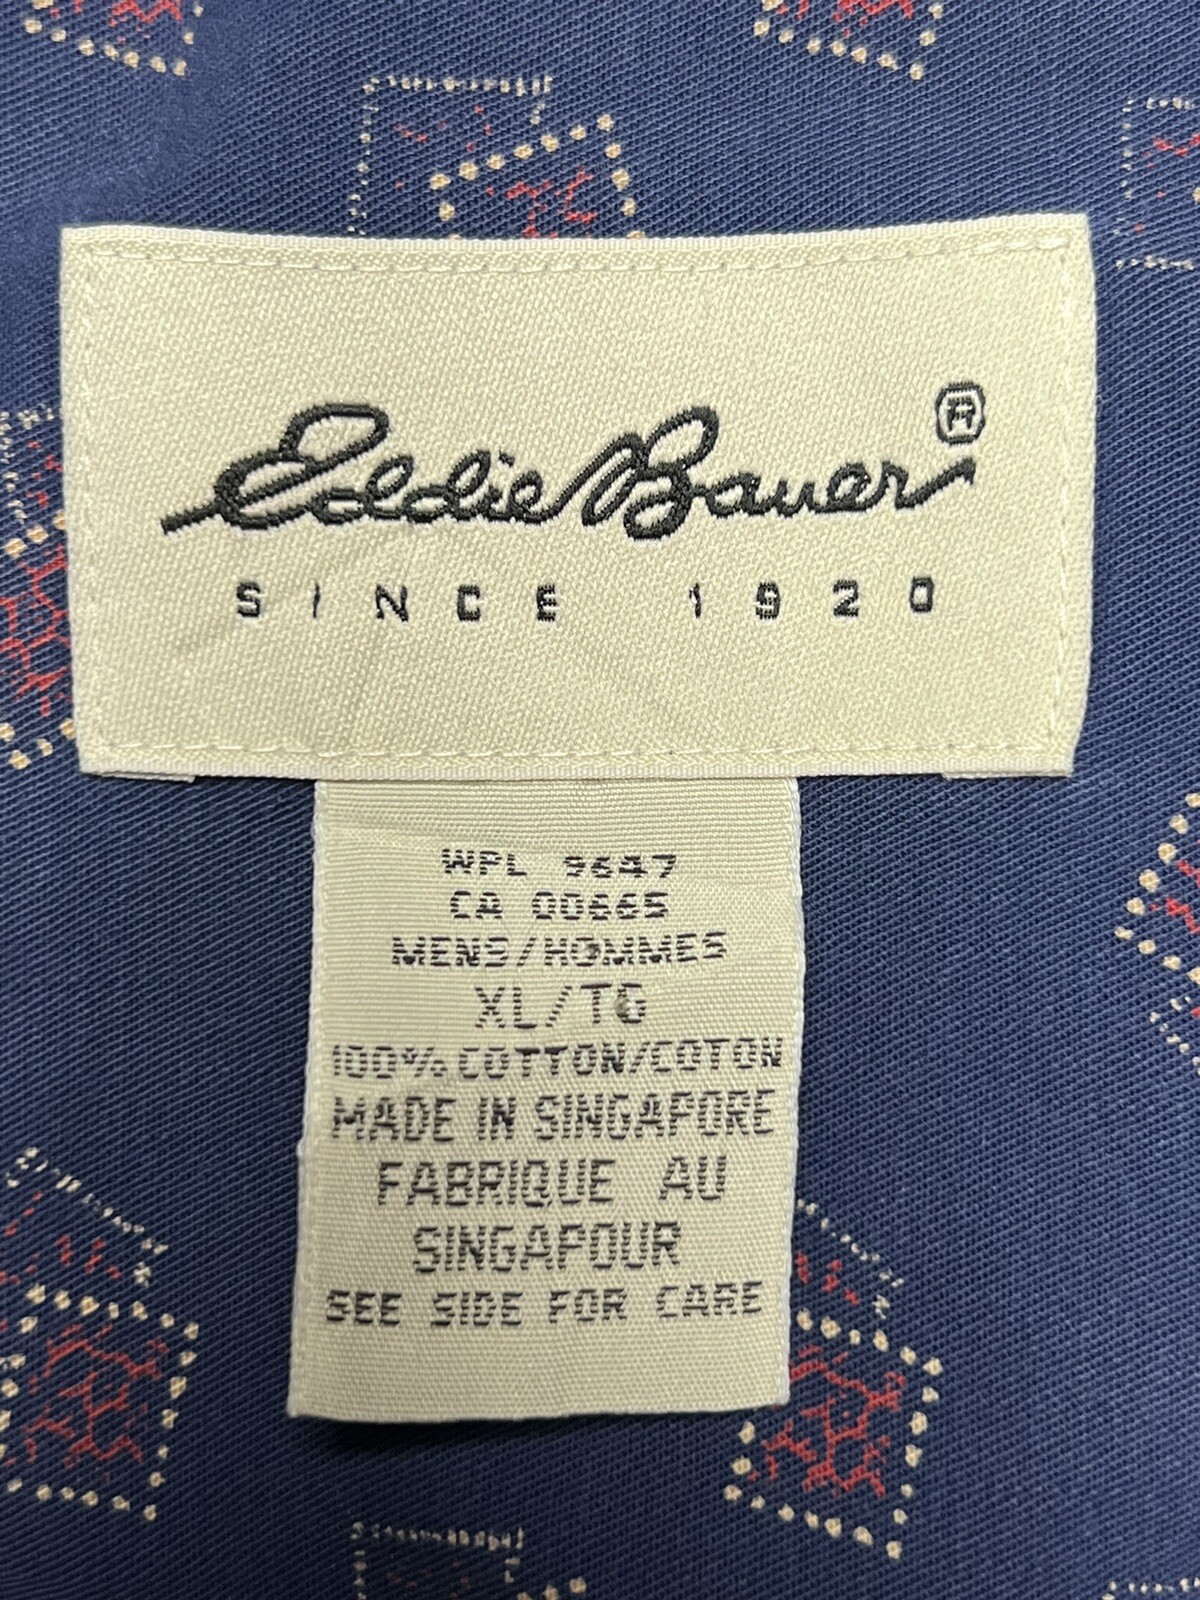 Eddie Bauer®
SINCE 1920
WPL 9647
CA 00665
MENS/HOMMES
XL/TG
100% COTTON/COTON
MADE IN SINGAPORE
FABRIQUE AU
SINGAPOUR
SEE SIDE FOR CARE